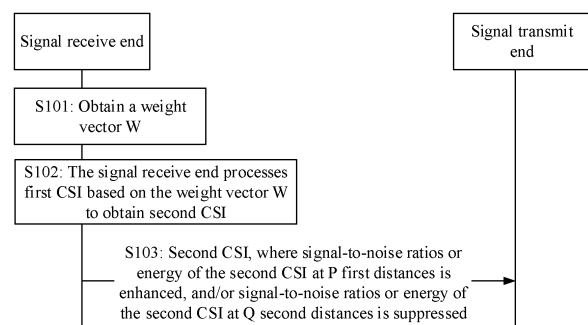 Signal receive end
Signal transmit
end
S101: Obtain a weight
vector W
S102: The signal receive end processes
first CSI based on the weight vector W
to obtain second CSI
S103: Second CSI, where signal-to-noise ratios or
energy of the second CSI at P first distances is
enhanced, and/or signal-to-noise ratios or energy of
the second CSI at Q second distances is suppressed